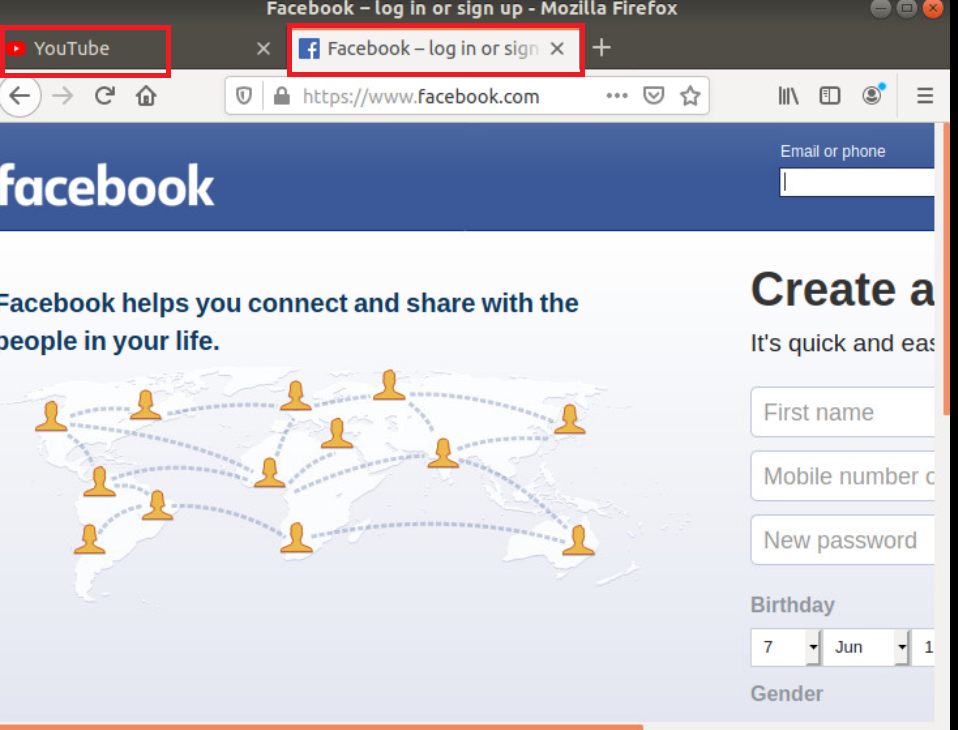 Facebook – log in or sign up - Mozilla Firefox
YouTube
Facebook – log in or sign
https://www.facebook.com
Email or phone
facebook
Facebook helps you connect and share with the
people in your life.
Create a
It's quick and eas
First name
Mobile number o
New password
Birthday
7 Jun 1
Gender